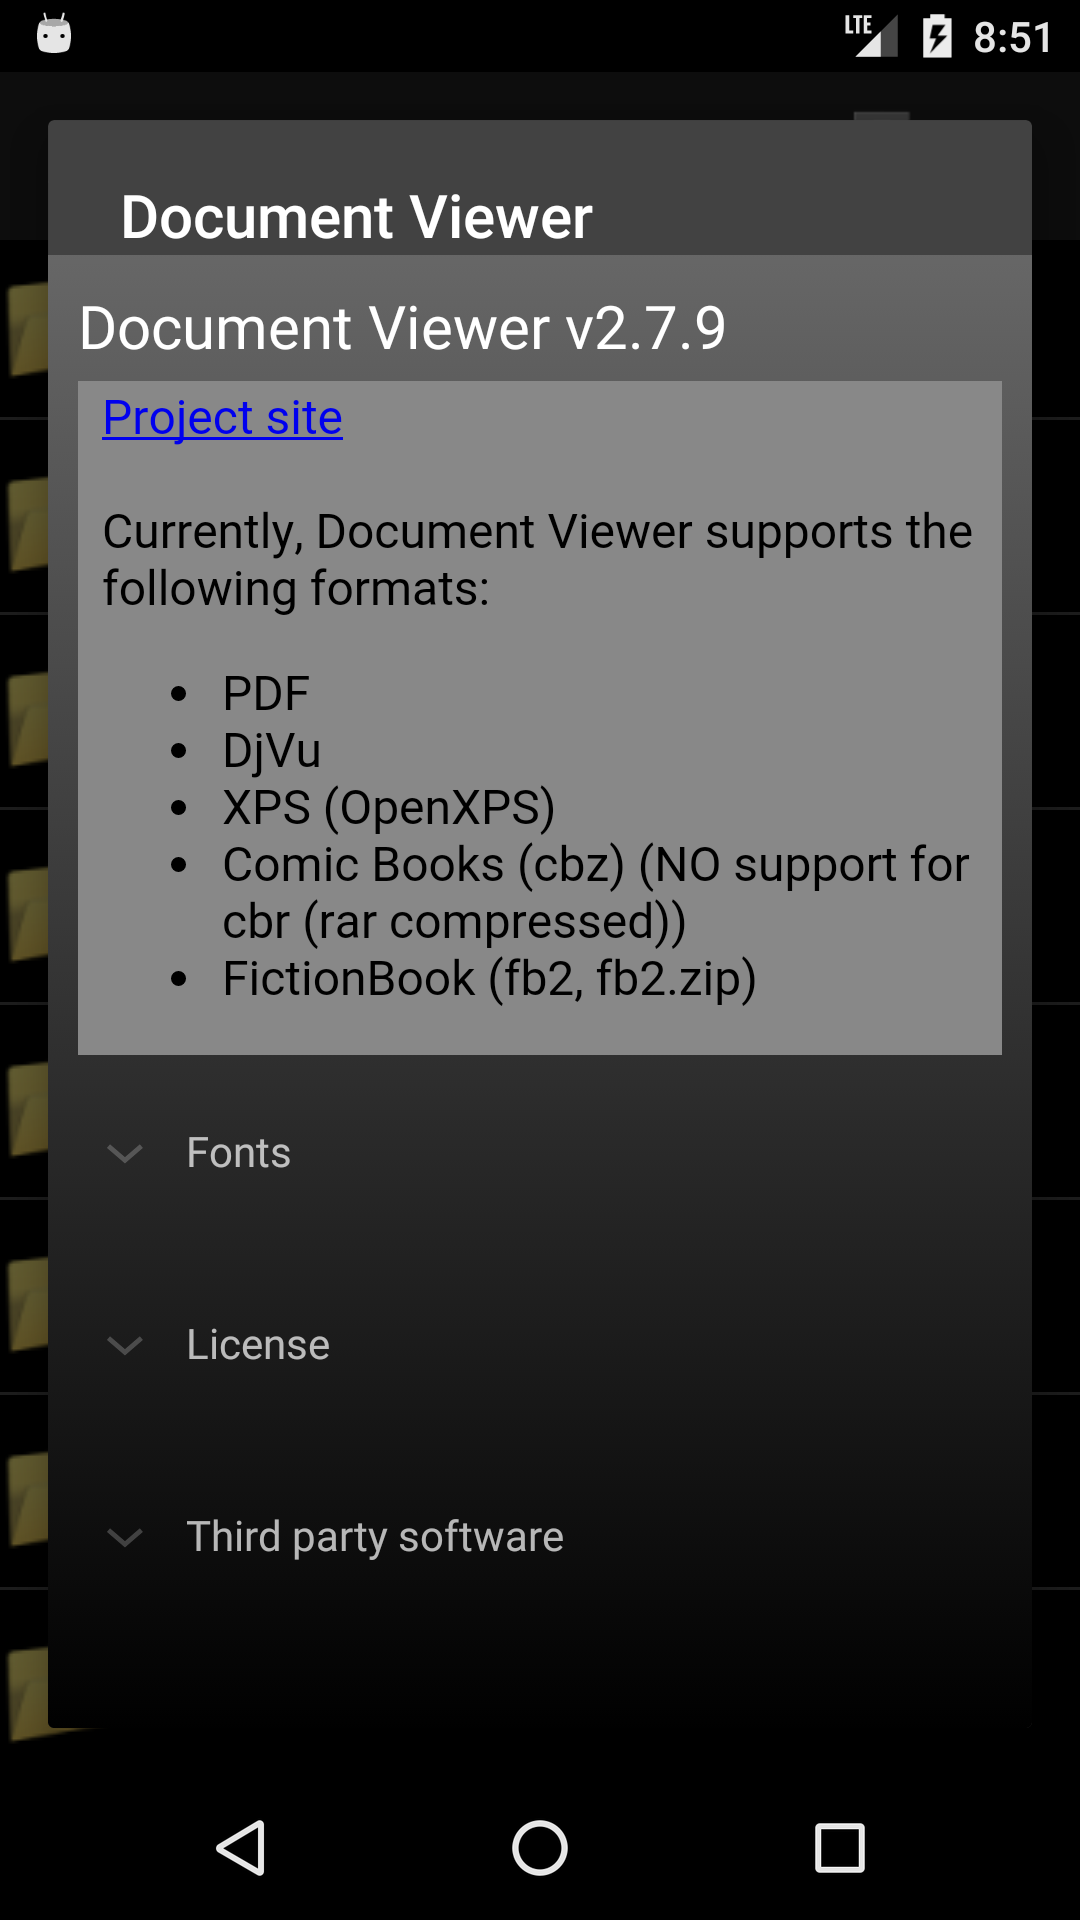 LTE 8:51
Document Viewer
Document Viewer v2.7.9
Project site
Currently, Document Viewer supports the
following formats:
• PDF
• DjVu
• XPS (OpenXPS)
• Comic Books (cbz) (NO support for
cbr (rar compressed))
• FictionBook (fb2, fb2.zip)
Fonts
License
Third party software